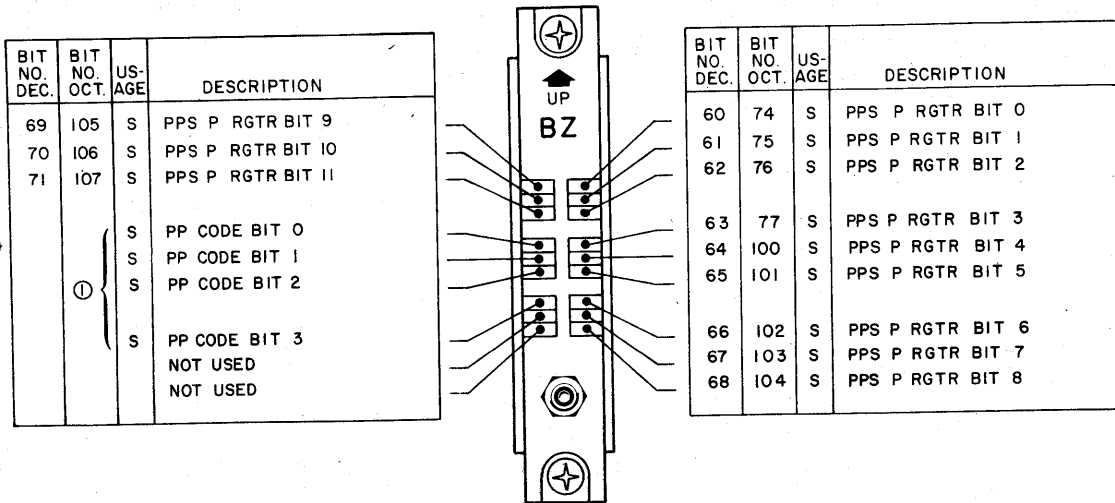 BIT NO. DEC. BIT NO. OCT. US-AGE DESCRIPTION
69 105 S PPS P RGTR BIT 9
70 106 S PPS P RGTR BIT 10
71 107 S PPS P RGTR BIT 11
S PP CODE BIT 0
S PP CODE BIT 1
① S PP CODE BIT 2
S PP CODE BIT 3
NOT USED
NOT USED
UP
BZ
BIT NO. DEC. BIT NO. OCT. US-AGE DESCRIPTION
60 74 S PPS P RGTR BIT 0
61 75 S PPS P RGTR BIT 1
62 76 S PPS P RGTR BIT 2
63 77 S PPS P RGTR BIT 3
64 100 S PPS P RGTR BIT 4
65 101 S PPS P RGTR BIT 5
66 102 S PPS P RGTR BIT 6
67 103 S PPS P RGTR BIT 7
68 104 S PPS P RGTR BIT 8